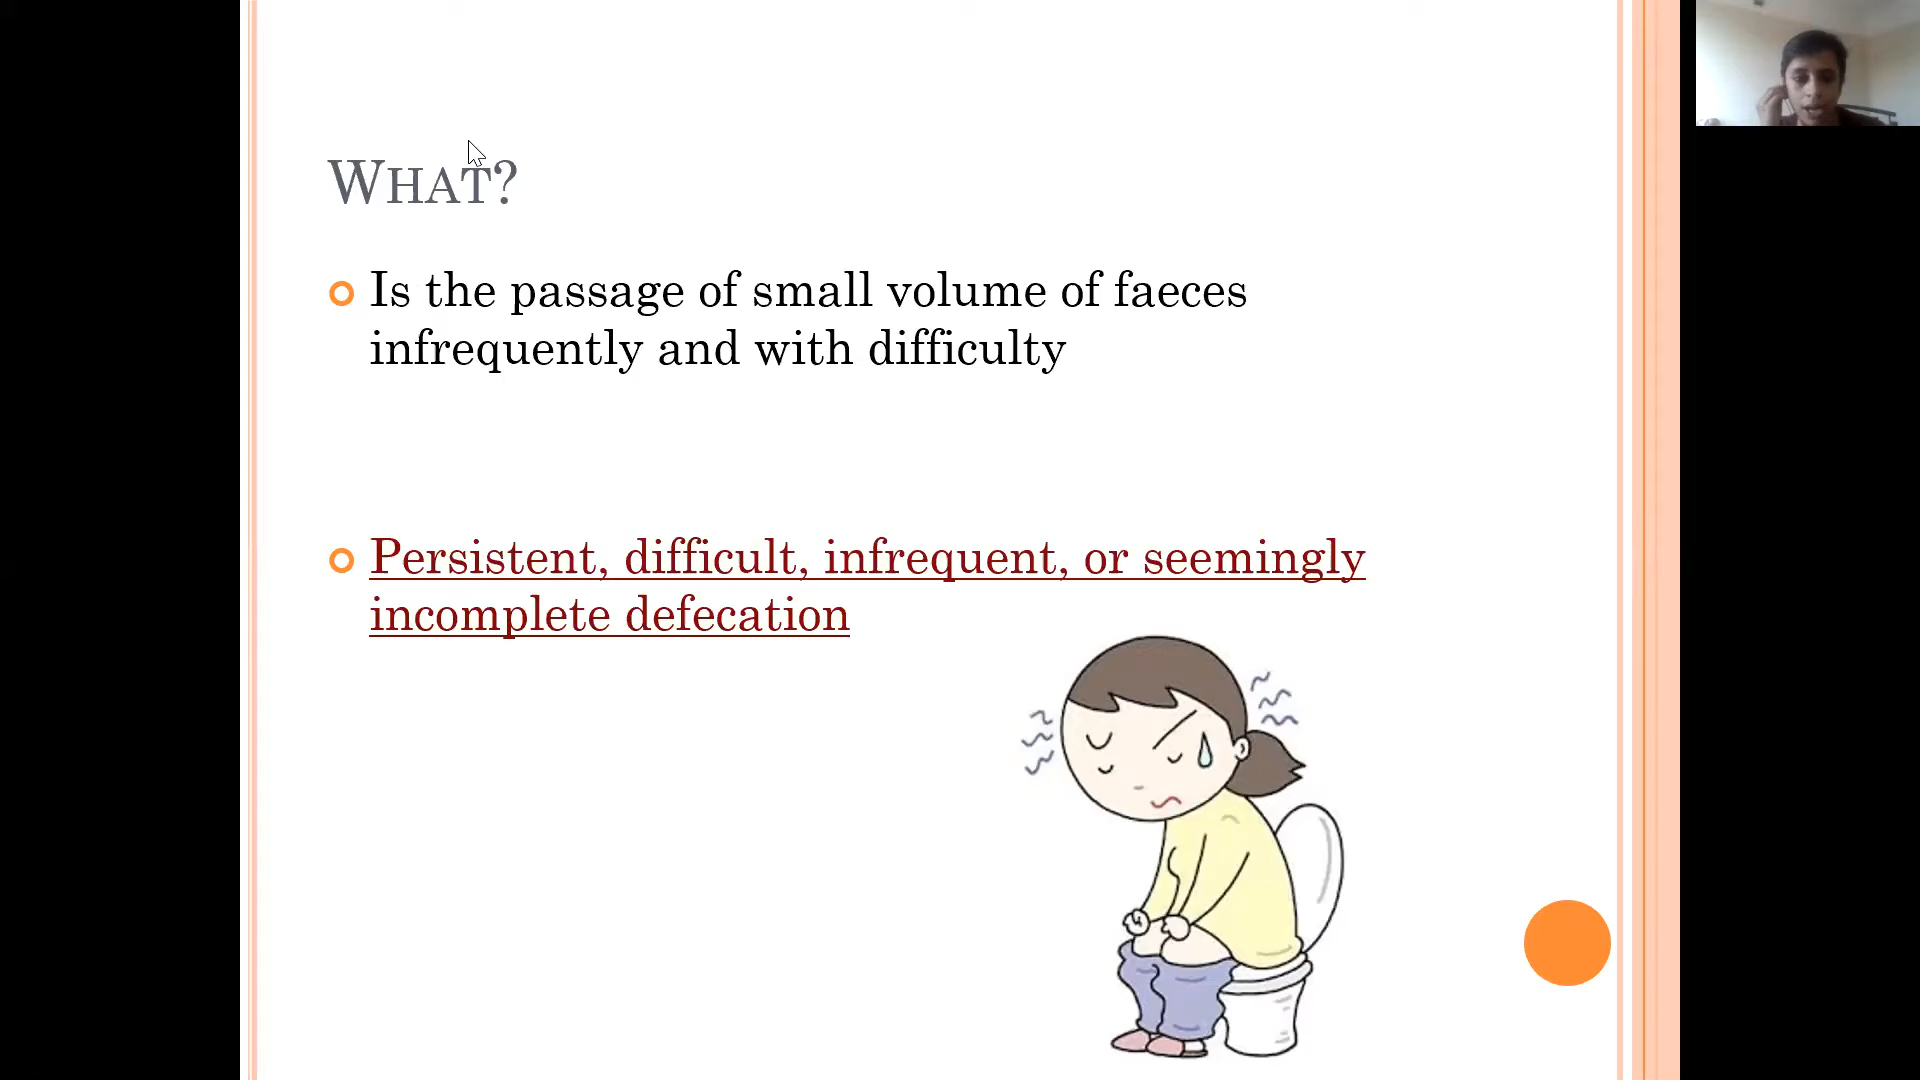 WHAT?
Is the passage of small volume of faeces
infrequently and with difficulty
Persistent, difficult, infrequent, or seemingly
incomplete defecation